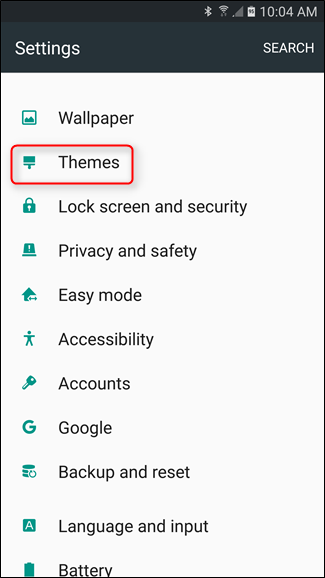 10:04 AM
Settings SEARCH
Wallpaper
Themes
Lock screen and security
Privacy and safety
Easy mode
Accessibility
Accounts
Google
Backup and reset
Language and input
Battery